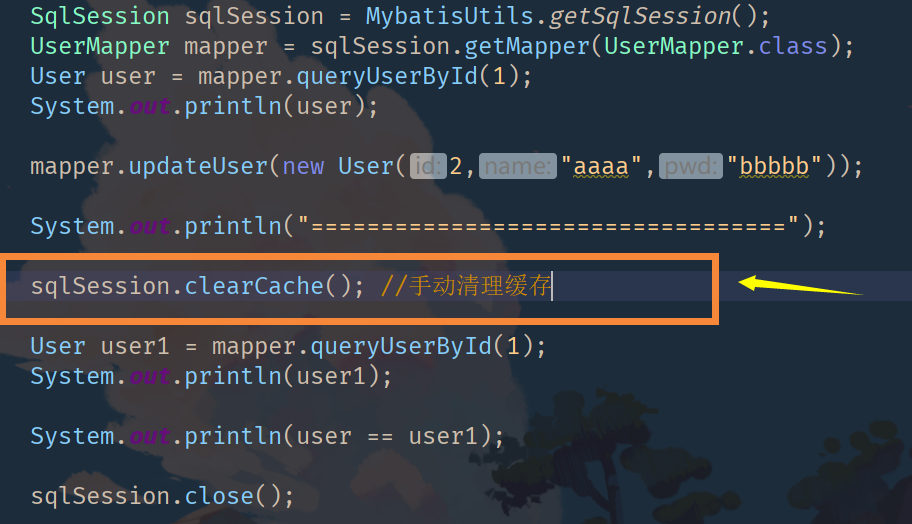 SqlSession sqlSession = MybatisUtils.getSqlSession();
UserMapper mapper = sqlSession.getMapper(UserMapper.class);
User user = mapper.queryUserById(1);
System.out.println(user);
mapper.updateUser(new User( id: 2, name: "aaaa", pwd: "bbbbb"));
System.out.println("==================================");
sqlSession.clearCache(); //手动清理缓存
User user1 = mapper.queryUserById(1);
System.out.println(user1);
System.out.println(user == user1);
sqlSession.close();